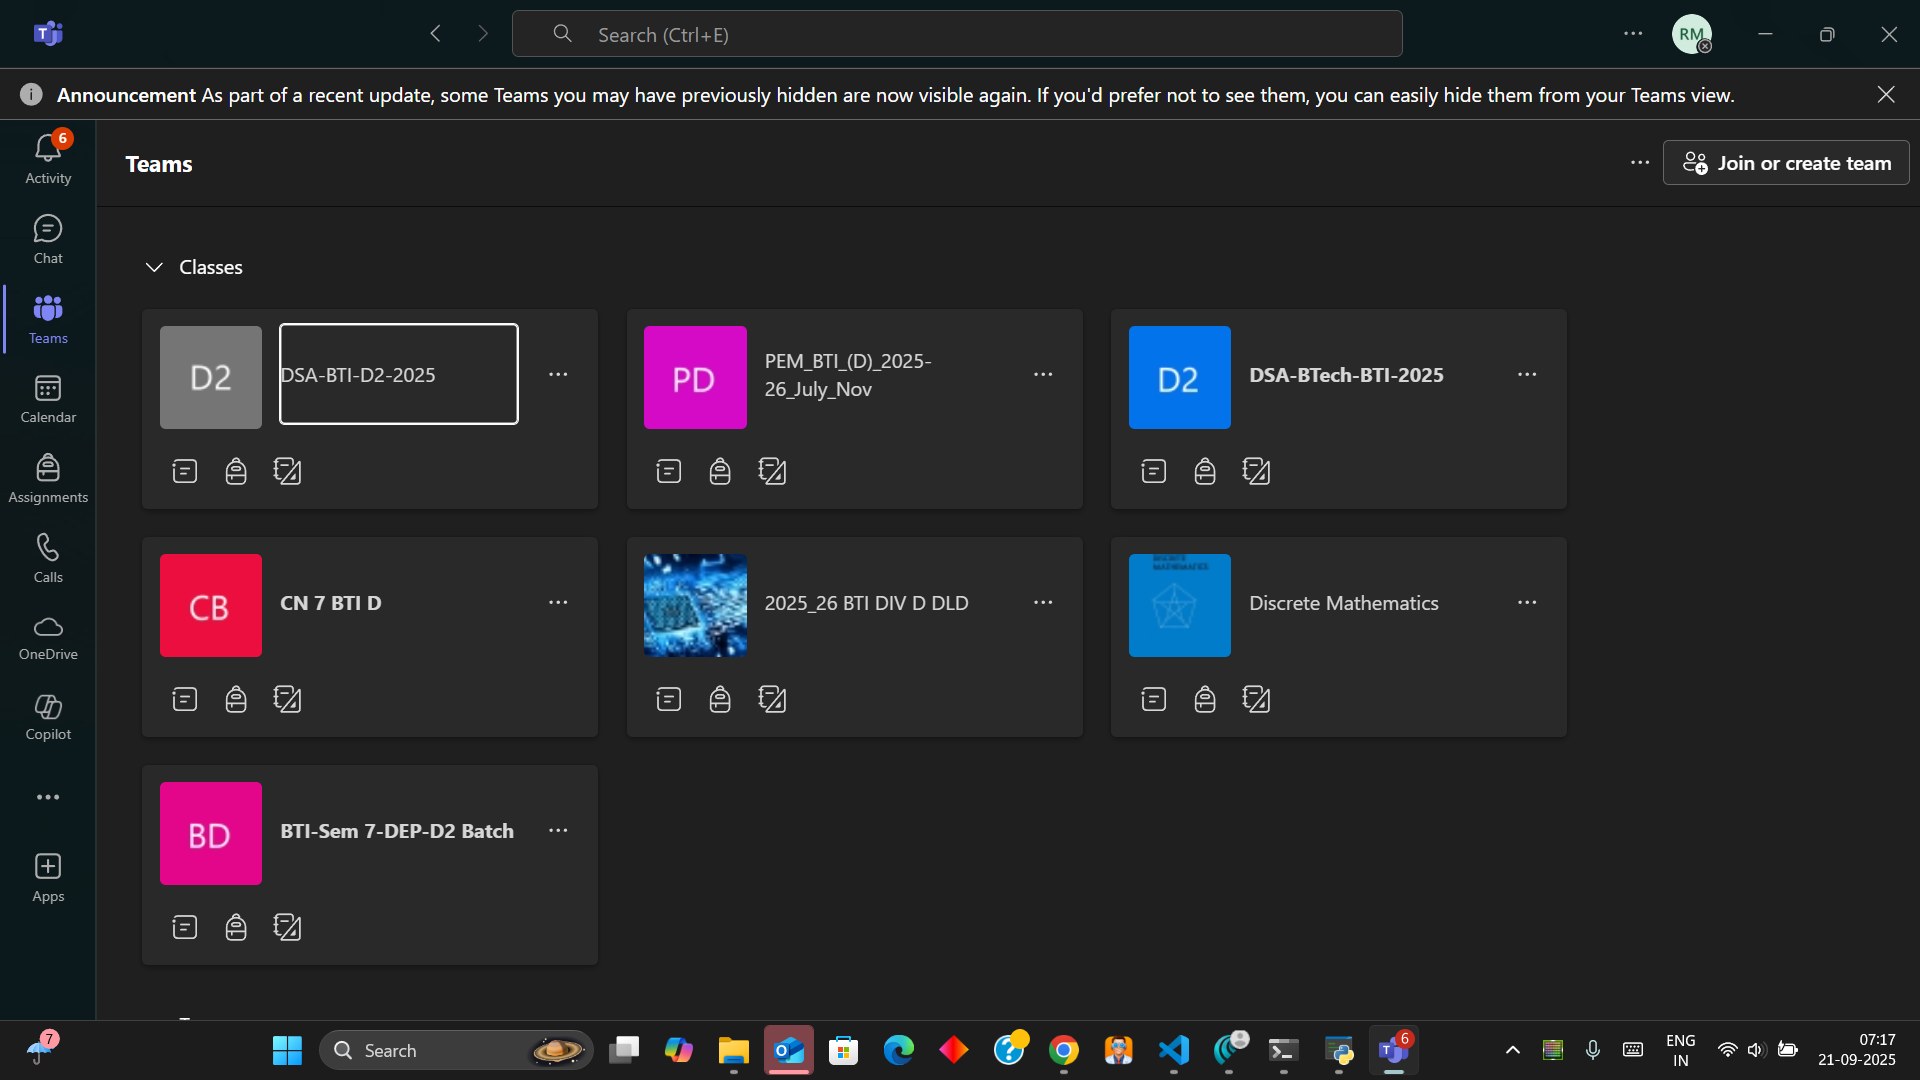 Search (Ctrl+E)
RM
Announcement As part of a recent update, some Teams you may have previously hidden are now visible again. If you'd prefer not to see them, you can easily hide them from your Teams view.
6
Activity
Chat
Teams
Calendar
Assignments
Calls
OneDrive
Copilot
Apps
Teams
Join or create team
Classes
D2
DSA-BTI-D2-2025
PD
PEM_BTI_(D)_2025-
26_July_Nov
D2
DSA-BTech-BTI-2025
CB
CN 7 BTI D
2025_26 BTI DIV D DLD
MATHEMATICS
Discrete Mathematics
BD
BTI-Sem 7-DEP-D2 Batch
7
Search
6
ENG
IN
07:17
21-09-2025